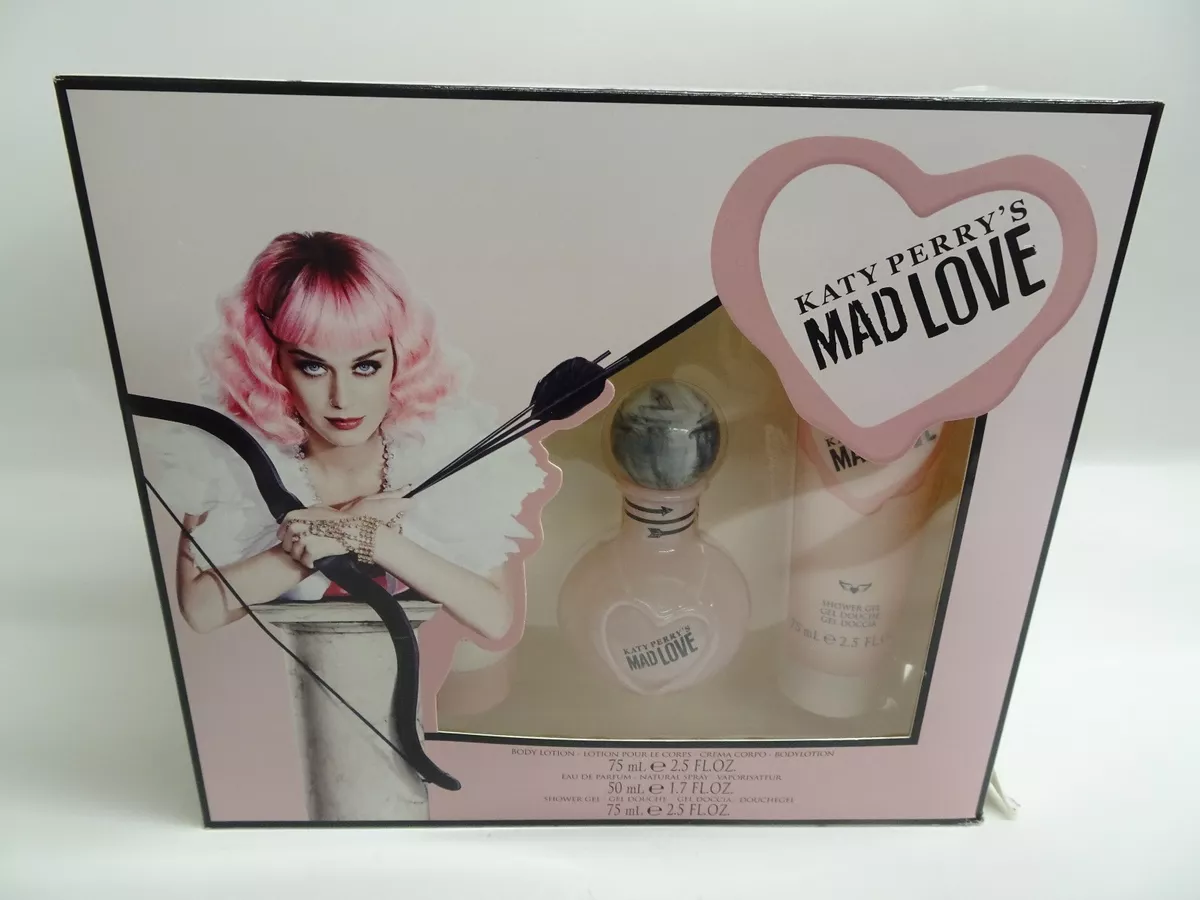 KATY PERRY'S
MAD LOVE
MA
KATY PERRY'S
MAD LOVE
SHOWER GEL
GEL DOUCHE
GEL DOCCIA
75 mL e 2.5 FL
BODY LOTION - LOTION POUR LE CORPS - CREMA CORPO - BODYLOTION
75 mL e 2.5 FL.OZ.
EAU DE PARFUM - NATURAL SPRAY - VAPORISATEUR
50 mL e 1.7 FL.OZ.
SHOWER GEL - GEL DOUCHE - GEL DOCCIA - DOUCHEGEL
75 mL e 2.5 FL.OZ.